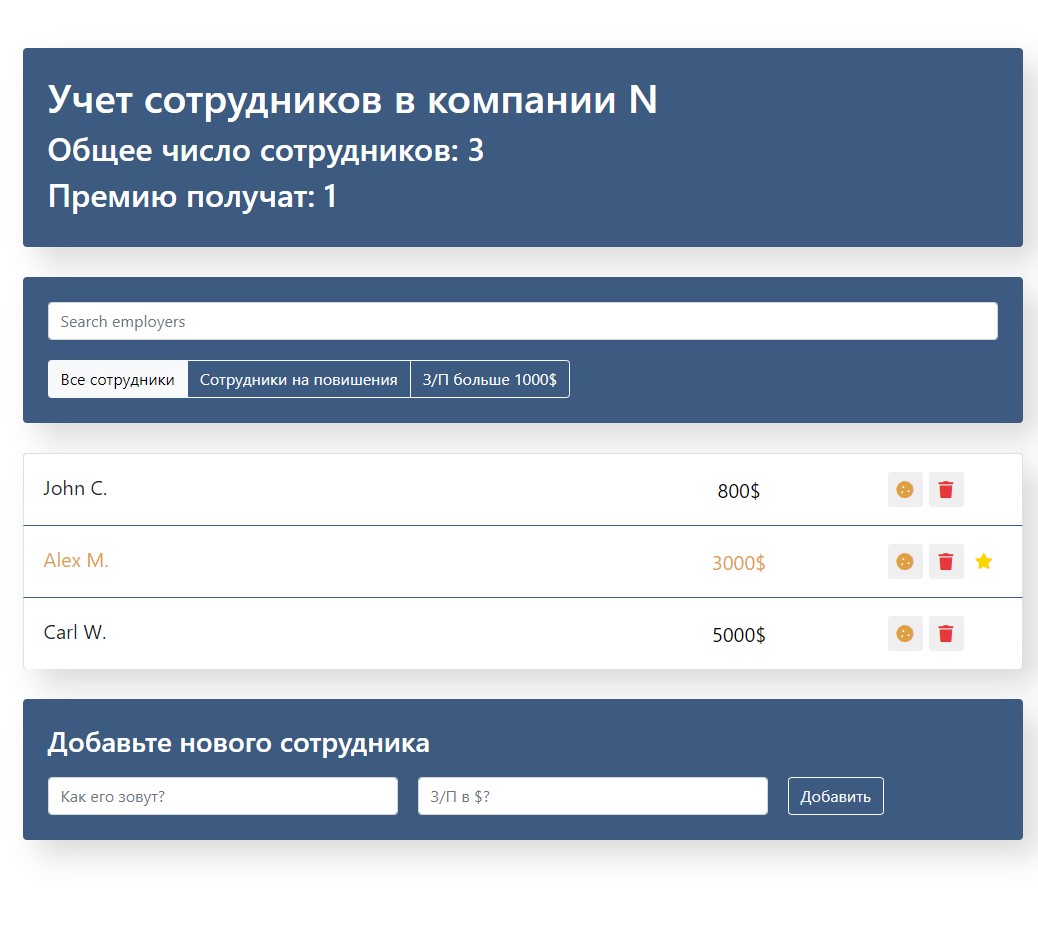 Учет сотрудников в компании N
Общее число сотрудников: 3
Премию получат: 1
Search employers
Все сотрудники Сотрудники на повишения З/П больше 1000$
John C. 800$
Alex M. 3000$
Carl W. 5000$
Добавьте нового сотрудника
Как его зовут? З/П в $? Добавить